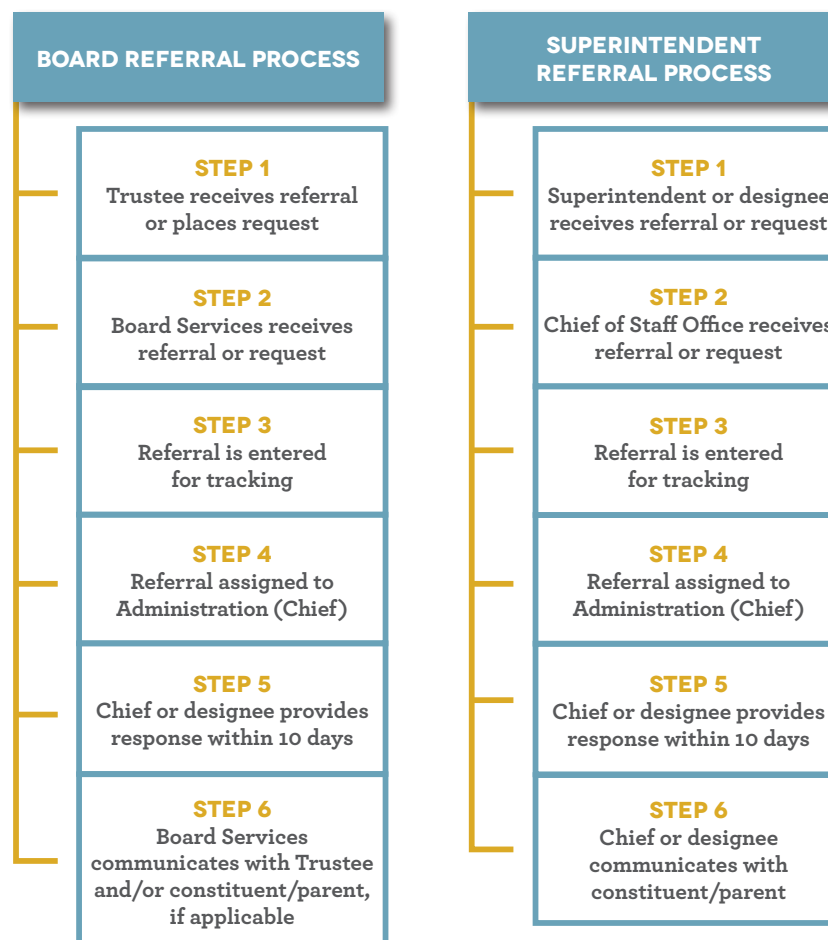 BOARD REFERRAL PROCESS
STEP 1
Trustee receives referral
or places request
STEP 2
Board Services receives
referral or request
STEP 3
Referral is entered
for tracking
STEP 4
Referral assigned to
Administration (Chief)
STEP 5
Chief or designee provides
response within 10 days
STEP 6
Board Services
communicates with Trustee
and/or constituent/parent,
if applicable
SUPERINTENDENT
REFERRAL PROCESS
STEP 1
Superintendent or designee
receives referral or request
STEP 2
Chief of Staff Office receives
referral or request
STEP 3
Referral is entered
for tracking
STEP 4
Referral assigned to
Administration (Chief)
STEP 5
Chief or designee provides
response within 10 days
STEP 6
Chief or designee
communicates with
constituent/parent